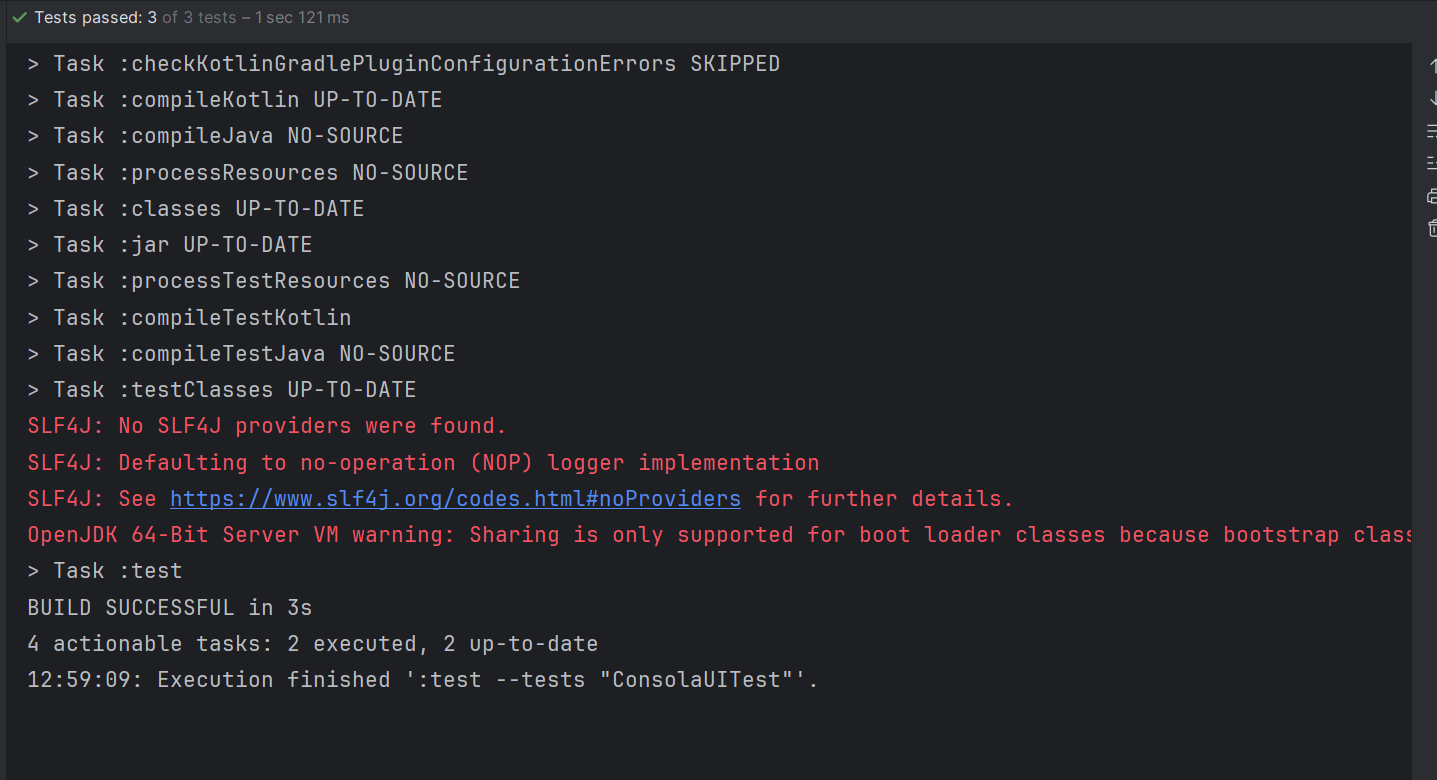 Tests passed: 3 of 3 tests – 1 sec 121 ms
> Task :checkKotlinGradlePluginConfigurationErrors SKIPPED
> Task :compileKotlin UP-TO-DATE
> Task :compileJava NO-SOURCE
> Task :processResources NO-SOURCE
> Task :classes UP-TO-DATE
> Task :jar UP-TO-DATE
> Task :processTestResources NO-SOURCE
> Task :compileTestKotlin
> Task :compileTestJava NO-SOURCE
> Task :testClasses UP-TO-DATE
SLF4J: No SLF4J providers were found.
SLF4J: Defaulting to no-operation (NOP) logger implementation
SLF4J: See https://www.slf4j.org/codes.html#noProviders for further details.
OpenJDK 64-Bit Server VM warning: Sharing is only supported for boot loader classes because bootstrap class
> Task :test
BUILD SUCCESSFUL in 3s
4 actionable tasks: 2 executed, 2 up-to-date
12:59:09: Execution finished ':test --tests "ConsolaUITest"'.